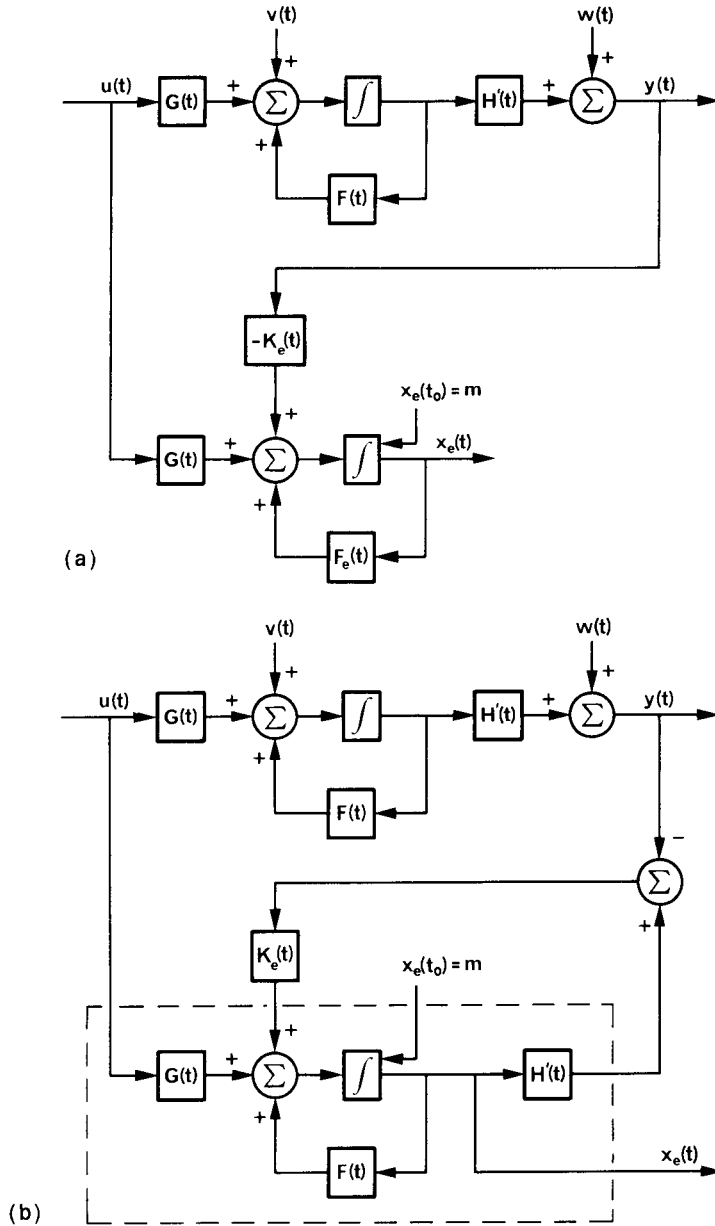 v(t) w(t)
+ +
u(t) G(t) + Σ ∫ H'(t) + Σ y(t)
+
F(t)
-Kₑ(t)
+
xₑ(t₀) = m
G(t) + Σ ∫ xₑ(t)
+
Fₑ(t)
(a)
v(t) w(t)
+ +
u(t) G(t) + Σ ∫ H'(t) + Σ y(t)
+
F(t)
−
Σ
+
Kₑ(t)
xₑ(t₀) = m
+
G(t) + Σ ∫ H'(t)
+
F(t)
xₑ(t)
(b)